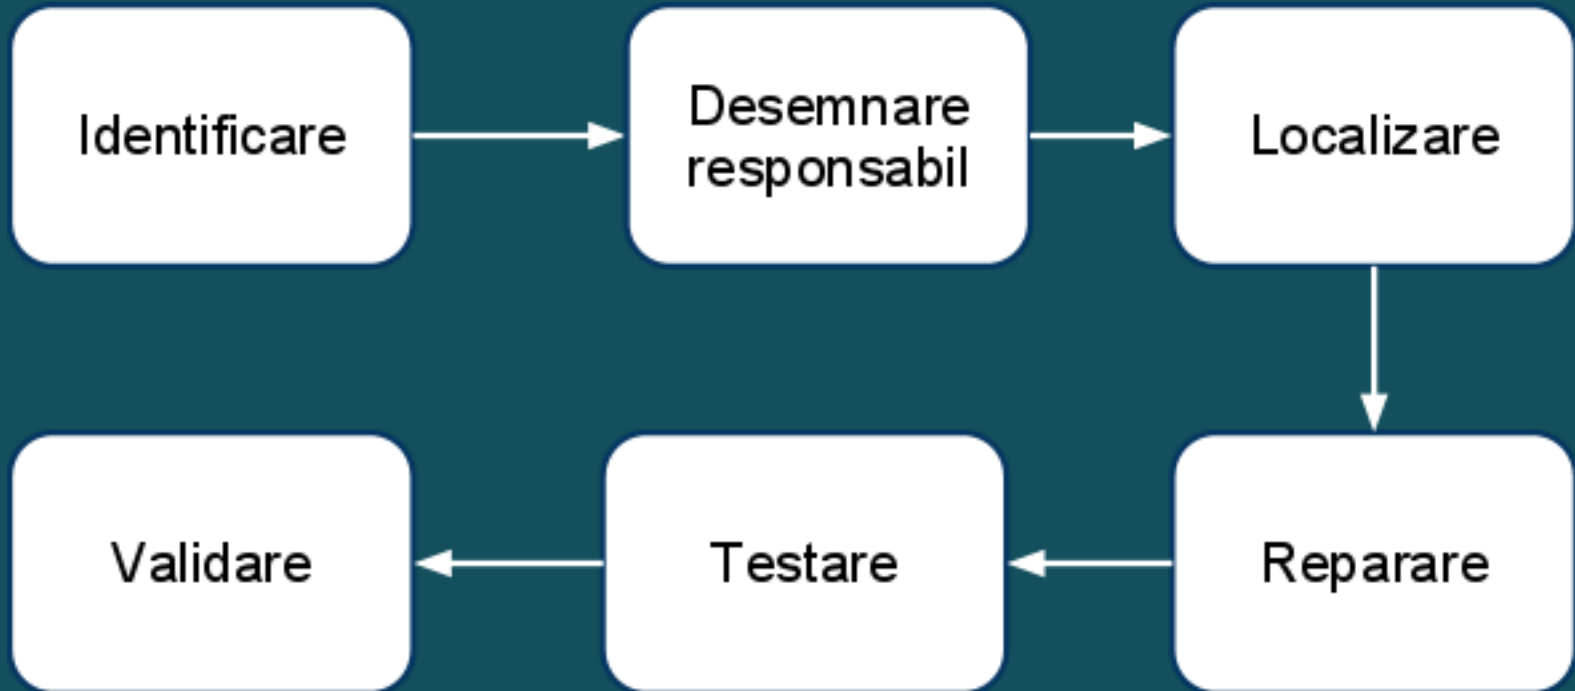 Identificare
Desemnare
responsabil
Localizare
Validare
Testare
Reparare